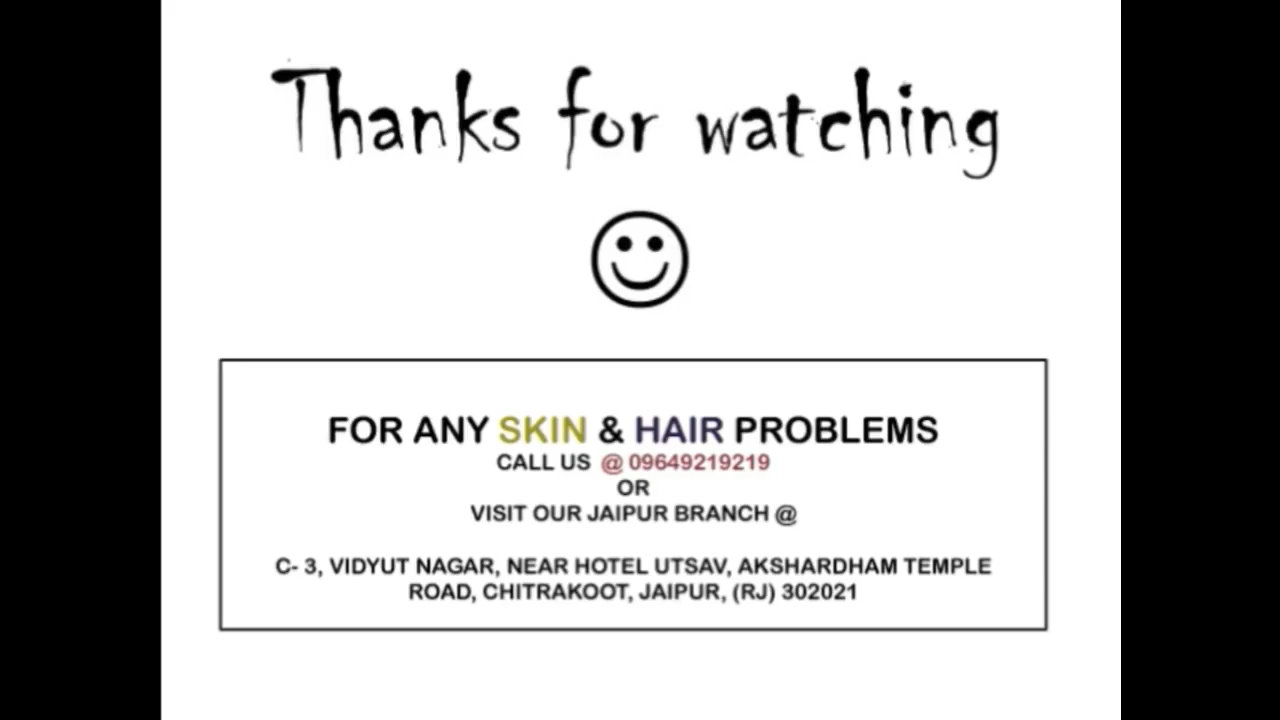 Thanks for watching
FOR ANY SKIN & HAIR PROBLEMS
CALL US @ 09649219219
OR
VISIT OUR JAIPUR BRANCH @
C- 3, VIDYUT NAGAR, NEAR HOTEL UTSAV, AKSHARDHAM TEMPLE
ROAD, CHITRAKOOT, JAIPUR, (RJ) 302021